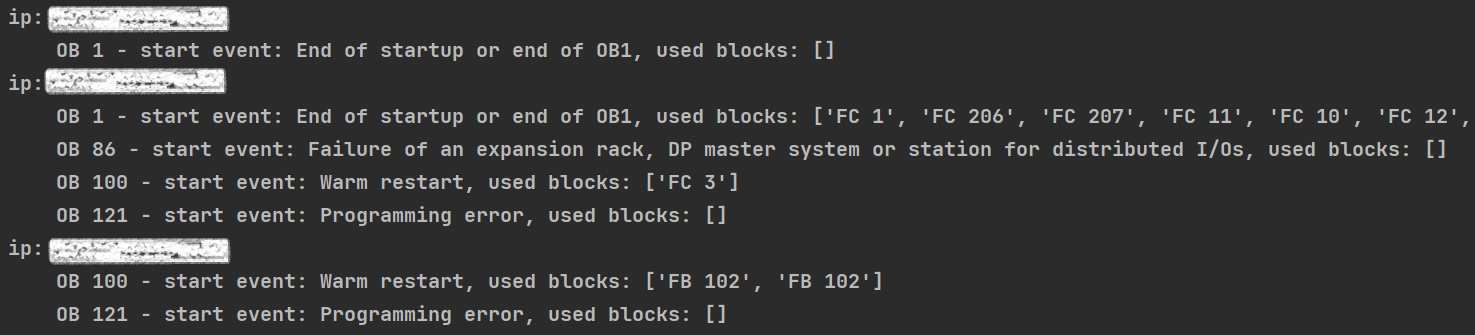 ip:
OB 1 - start event: End of startup or end of OB1, used blocks: []
ip:
OB 1 - start event: End of startup or end of OB1, used blocks: ['FC 1', 'FC 206', 'FC 207', 'FC 11', 'FC 10', 'FC 12',
OB 86 - start event: Failure of an expansion rack, DP master system or station for distributed I/Os, used blocks: []
OB 100 - start event: Warm restart, used blocks: ['FC 3']
OB 121 - start event: Programming error, used blocks: []
ip:
OB 100 - start event: Warm restart, used blocks: ['FB 102', 'FB 102']
OB 121 - start event: Programming error, used blocks: []